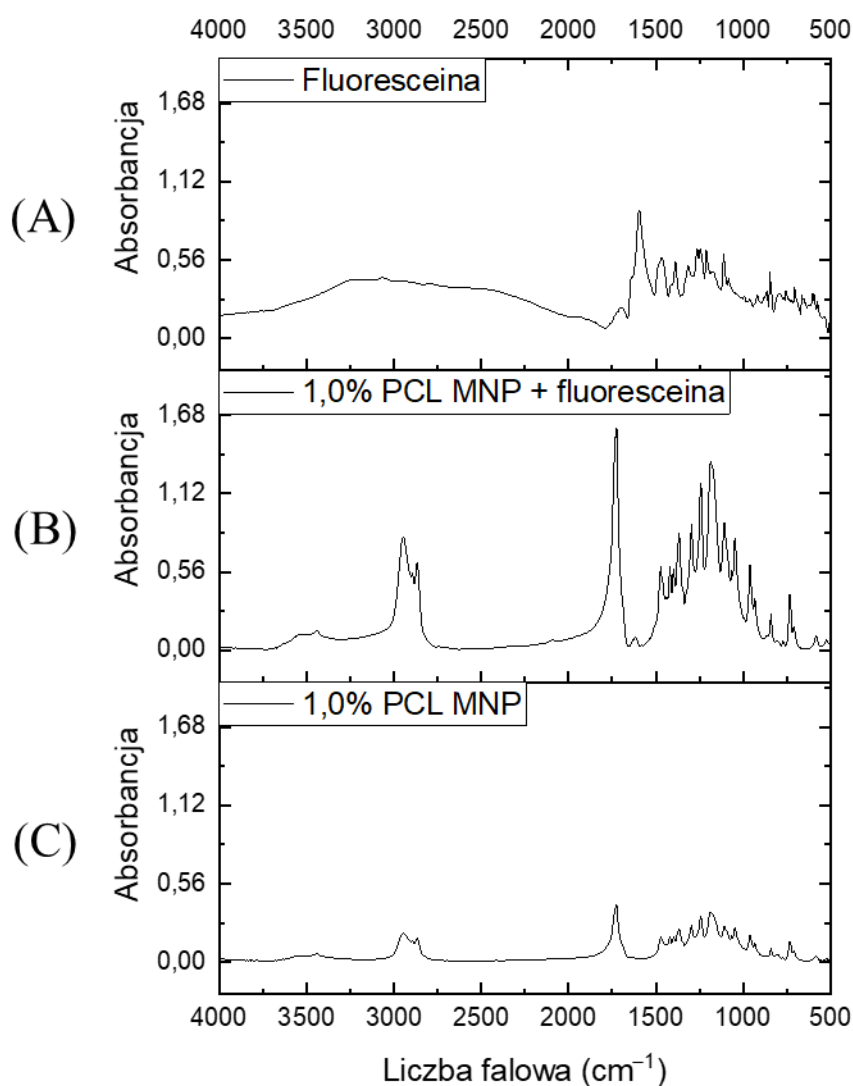 4000 3500 3000 2500 2000 1500 1000 500
Fluoresceina
(A)
Absorbancja
1,68
1,12
0,56
0,00
1,0% PCL MNP + fluoresceina
(B)
Absorbancja
1,68
1,12
0,56
0,00
1,0% PCL MNP
(C)
Absorbancja
1,68
1,12
0,56
0,00
4000 3500 3000 2500 2000 1500 1000 500
Liczba falowa (cm⁻¹)